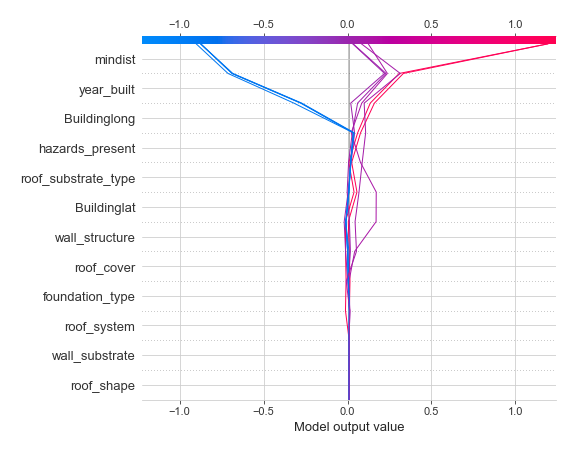 −1.0 −0.5 0.0 0.5 1.0
mindist
year_built
Buildinglong
hazards_present
roof_substrate_type
Buildinglat
wall_structure
roof_cover
foundation_type
roof_system
wall_substrate
roof_shape
−1.0 −0.5 0.0 0.5 1.0
Model output value